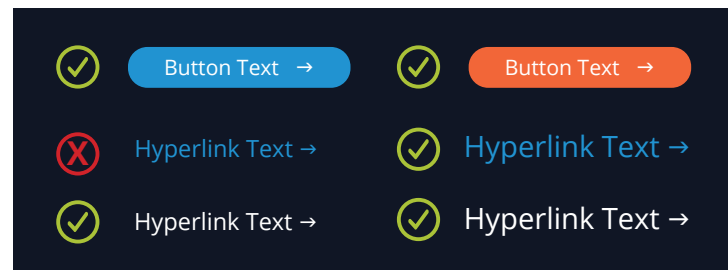 Button Text → Button Text →
X Hyperlink Text → Hyperlink Text →
Hyperlink Text → Hyperlink Text →